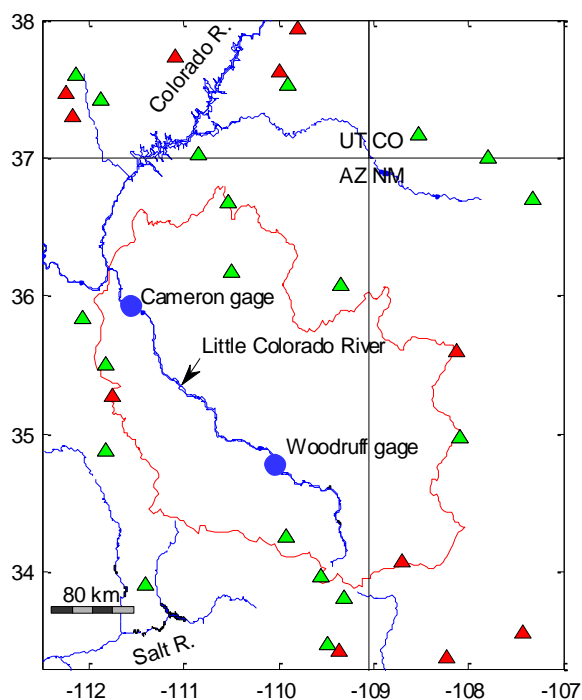 38
37
36
35
34
33
Colorado R.
UT CO
AZ NM
Cameron gage
Little Colorado River
Woodruff gage
80 km
Salt R.
-112 -111 -110 -109 -108 -107